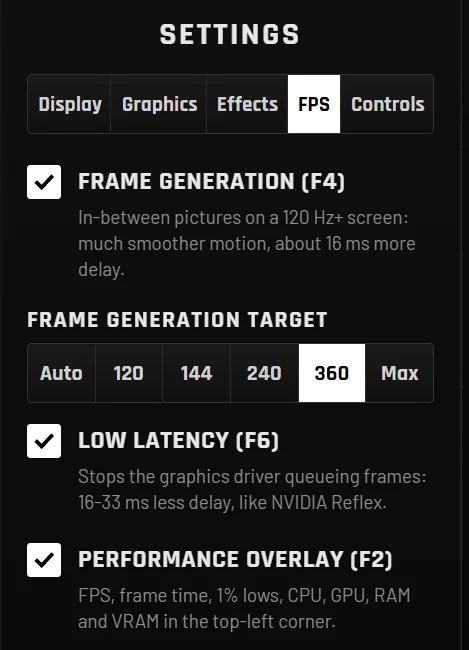 SETTINGS
Display Graphics Effects FPS Controls
FRAME GENERATION (F4)
In-between pictures on a 120 Hz+ screen:
much smoother motion, about 16 ms more
delay.
FRAME GENERATION TARGET
Auto 120 144 240 360 Max
LOW LATENCY (F6)
Stops the graphics driver queueing frames:
16-33 ms less delay, like NVIDIA Reflex.
PERFORMANCE OVERLAY (F2)
FPS, frame time, 1% lows, CPU, GPU, RAM
and VRAM in the top-left corner.